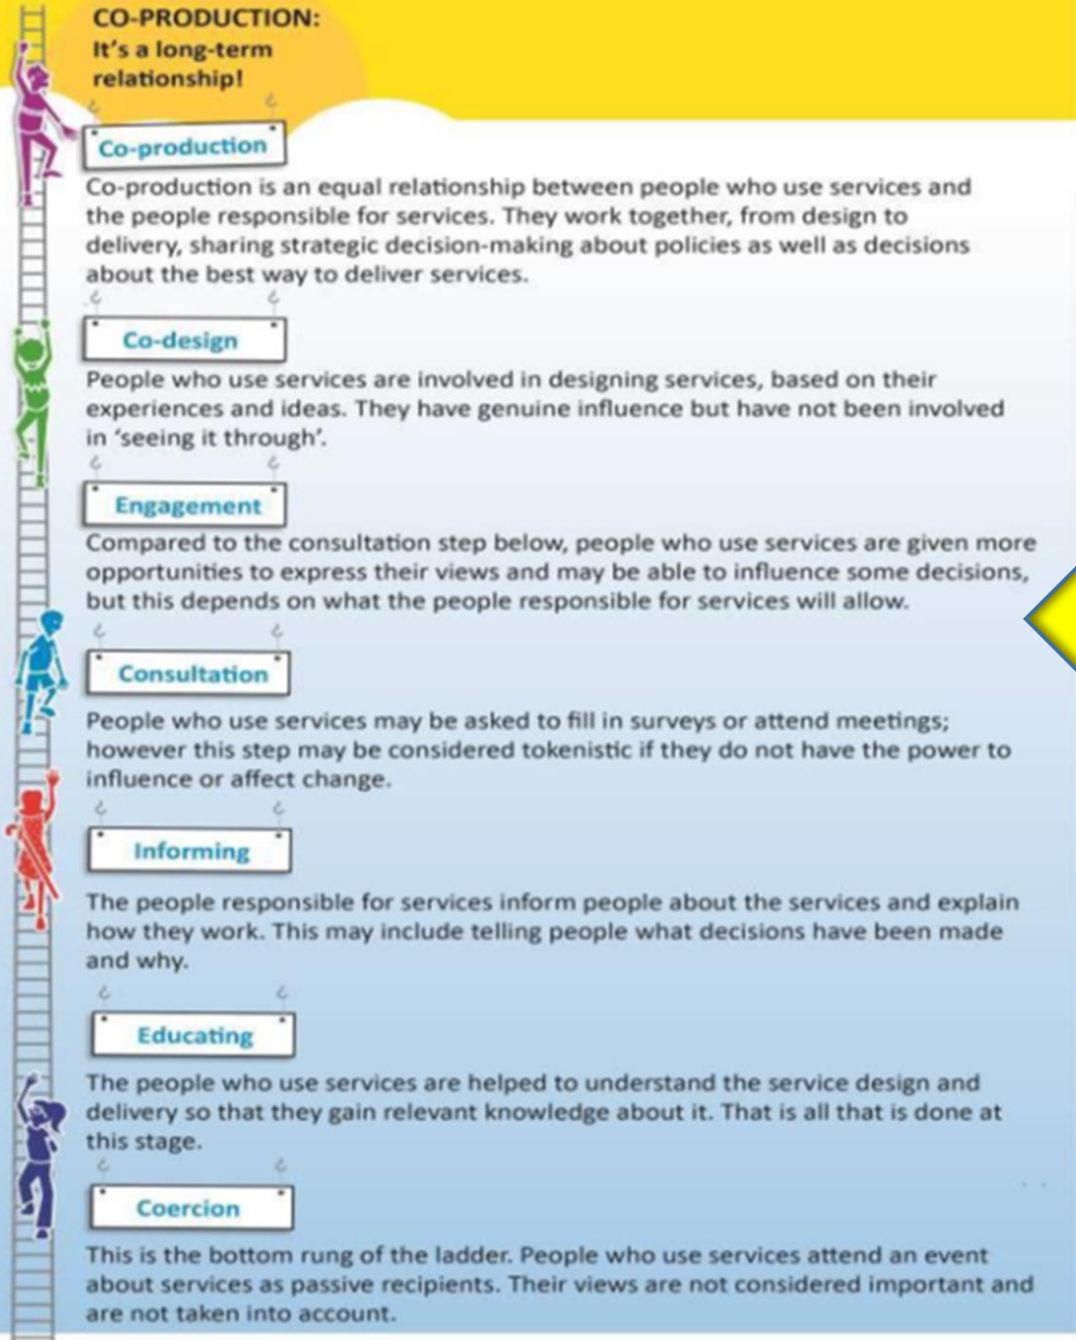 CO-PRODUCTION:
It's a long-term
relationship!
Co-production
Co-production is an equal relationship between people who use services and
the people responsible for services. They work together, from design to
delivery, sharing strategic decision-making about policies as well as decisions
about the best way to deliver services.
Co-design
People who use services are involved in designing services, based on their
experiences and ideas. They have genuine influence but have not been involved
in ‘seeing it through’.
Engagement
Compared to the consultation step below, people who use services are given more
opportunities to express their views and may be able to influence some decisions,
but this depends on what the people responsible for services will allow.
Consultation
People who use services may be asked to fill in surveys or attend meetings;
however this step may be considered tokenistic if they do not have the power to
influence or affect change.
Informing
The people responsible for services inform people about the services and explain
how they work. This may include telling people what decisions have been made
and why.
Educating
The people who use services are helped to understand the service design and
delivery so that they gain relevant knowledge about it. That is all that is done at
this stage.
Coercion
This is the bottom rung of the ladder. People who use services attend an event
about services as passive recipients. Their views are not considered important and
are not taken into account.